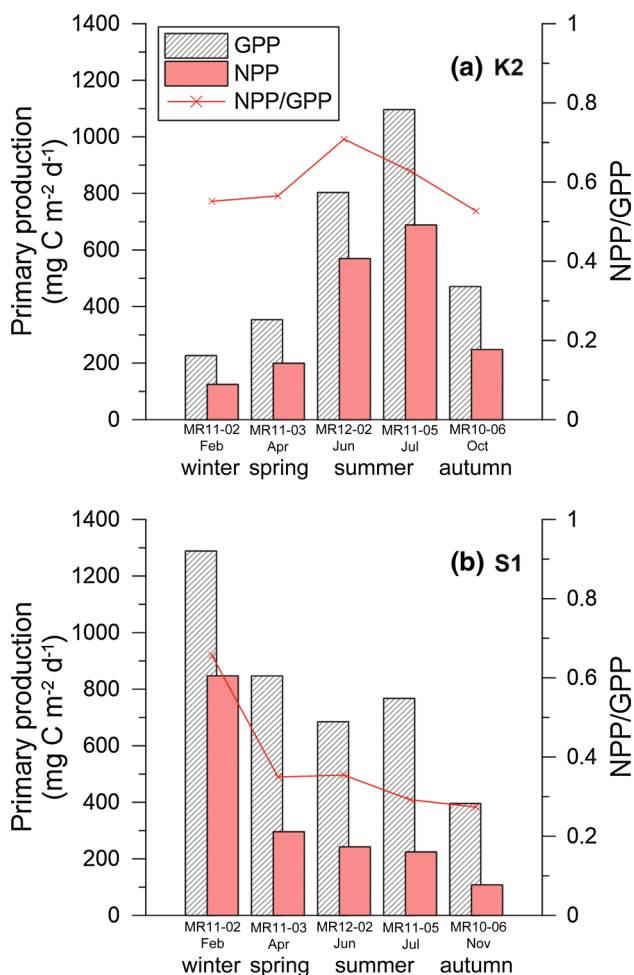 GPP
NPP
NPP/GPP
(a) K2
Primary production
(mg C m-2 d-1)
1400
1200
1000
800
600
400
200
0
1
0.8
0.6
0.4
0.2
0
NPP/GPP
MR11-02 MR11-03 MR12-02 MR11-05 MR10-06
Feb Apr Jun Jul Oct
winter spring summer autumn
(b) S1
Primary production
(mg C m-2 d-1)
1400
1200
1000
800
600
400
200
0
1
0.8
0.6
0.4
0.2
0
NPP/GPP
MR11-02 MR11-03 MR12-02 MR11-05 MR10-06
Feb Apr Jun Jul Nov
winter spring summer autumn